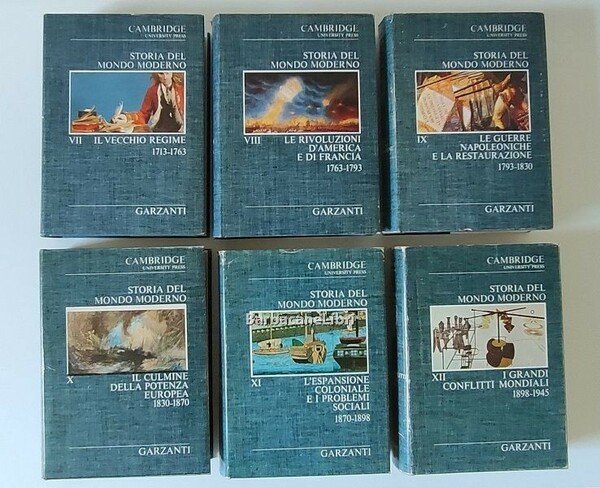 CAMBRIDGE
UNIVERSITY PRESS
STORIA DEL
MONDO MODERNO
VII IL VECCHIO REGIME
1713-1763
GARZANTI
CAMBRIDGE
UNIVERSITY PRESS
STORIA DEL
MONDO MODERNO
VIII LE RIVOLUZIONI
D'AMERICA
E DI FRANCIA
1763-1793
GARZANTI
CAMBRIDGE
UNIVERSITY PRESS
STORIA DEL
MONDO MODERNO
IX LE GUERRE
NAPOLEONICHE
E LA RESTAURAZIONE
1793-1830
GARZANTI
CAMBRIDGE
UNIVERSITY PRESS
STORIA DEL
MONDO MODERNO
X IL CULMINE
DELLA POTENZA
EUROPEA
1830-1870
GARZANTI
CAMBRIDGE
UNIVERSITY PRESS
STORIA DEL
MONDO MODERNO
BarbacaneLibri
XI L'ESPANSIONE
COLONIALE
E I PROBLEMI
SOCIALI
1870-1898
GARZANTI
CAMBRIDGE
UNIVERSITY PRESS
STORIA DEL
MONDO MODERNO
XII I GRANDI
CONFLITTI MONDIALI
1898-1945
GARZANTI